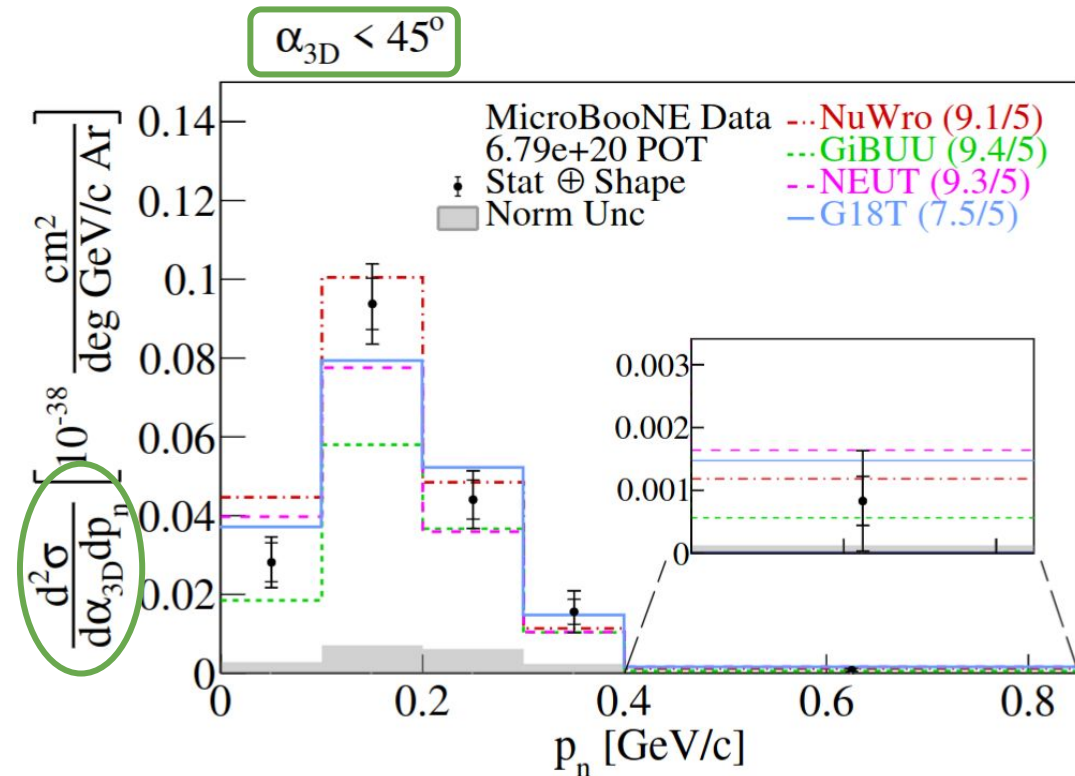 α3D < 45°
d²σ/dα3Ddpn [10⁻³⁸ cm²/deg GeV/c Ar]
0.14
0.12
0.1
0.08
0.06
0.04
0.02
0
MicroBooNE Data
6.79e+20 POT
Stat ⊕ Shape
Norm Unc
NuWro (9.1/5)
GiBUU (9.4/5)
NEUT (9.3/5)
G18T (7.5/5)
0.003
0.002
0.001
0
0 0.2 0.4 0.6 0.8
pn [GeV/c]